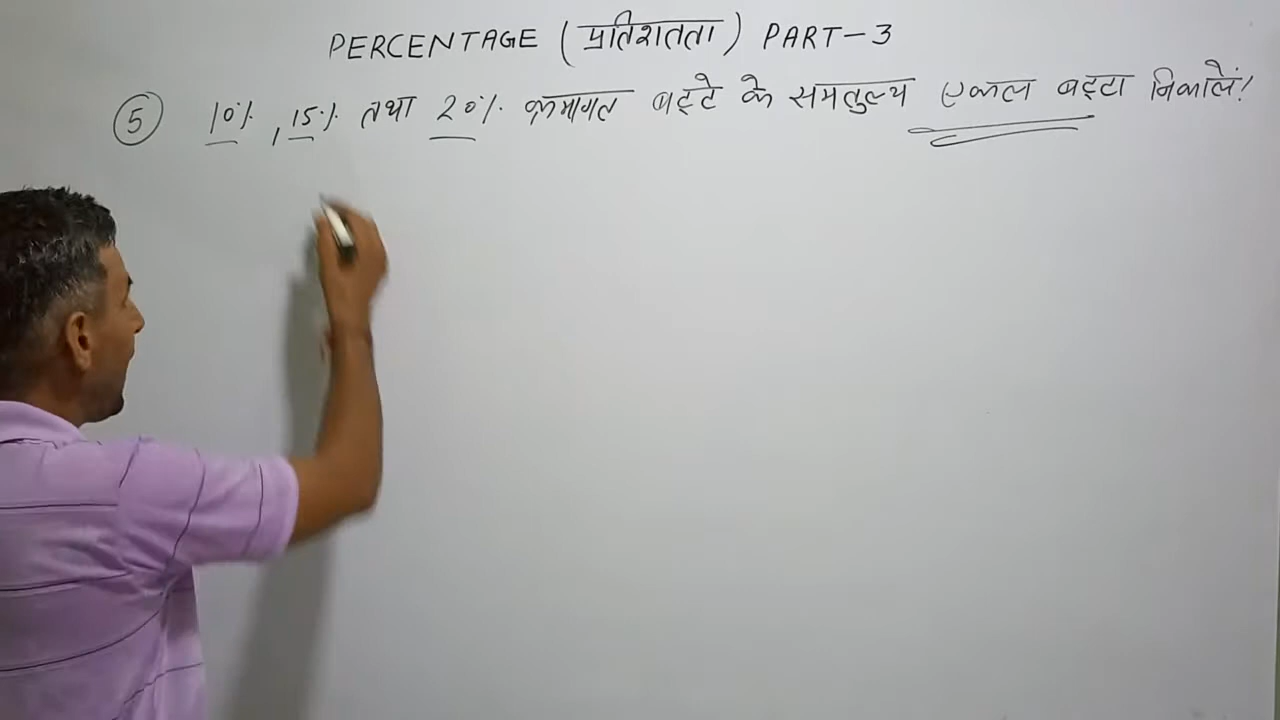 PERCENTAGE (प्रतिशतता) PART-3
5 10%, 15% तथा 20% क्रमागत बट्टे के समतुल्य एकल बट्टा निकालें!